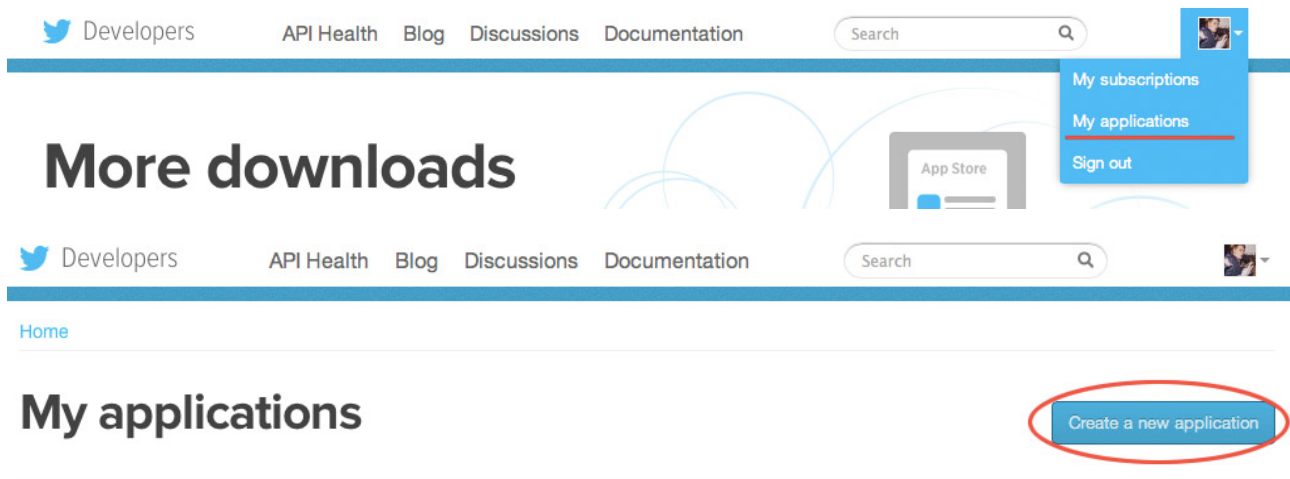 Developers API Health Blog Discussions Documentation Search
My subscriptions
My applications
Sign out
More downloads
App Store
Developers API Health Blog Discussions Documentation Search
Home
My applications
Create a new application